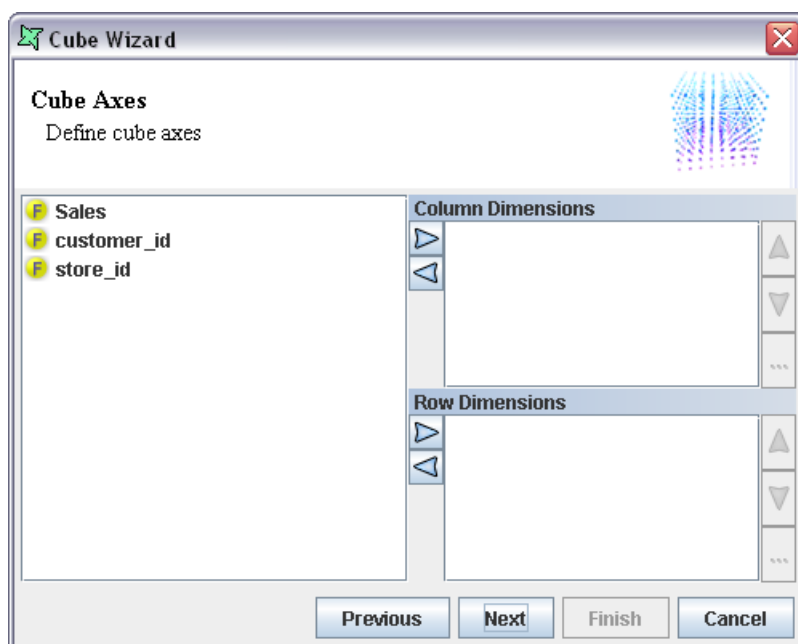 Cube Wizard
Cube Axes
Define cube axes
F Sales
F customer_id
F store_id
Column Dimensions
...
Row Dimensions
...
Previous Next Finish Cancel